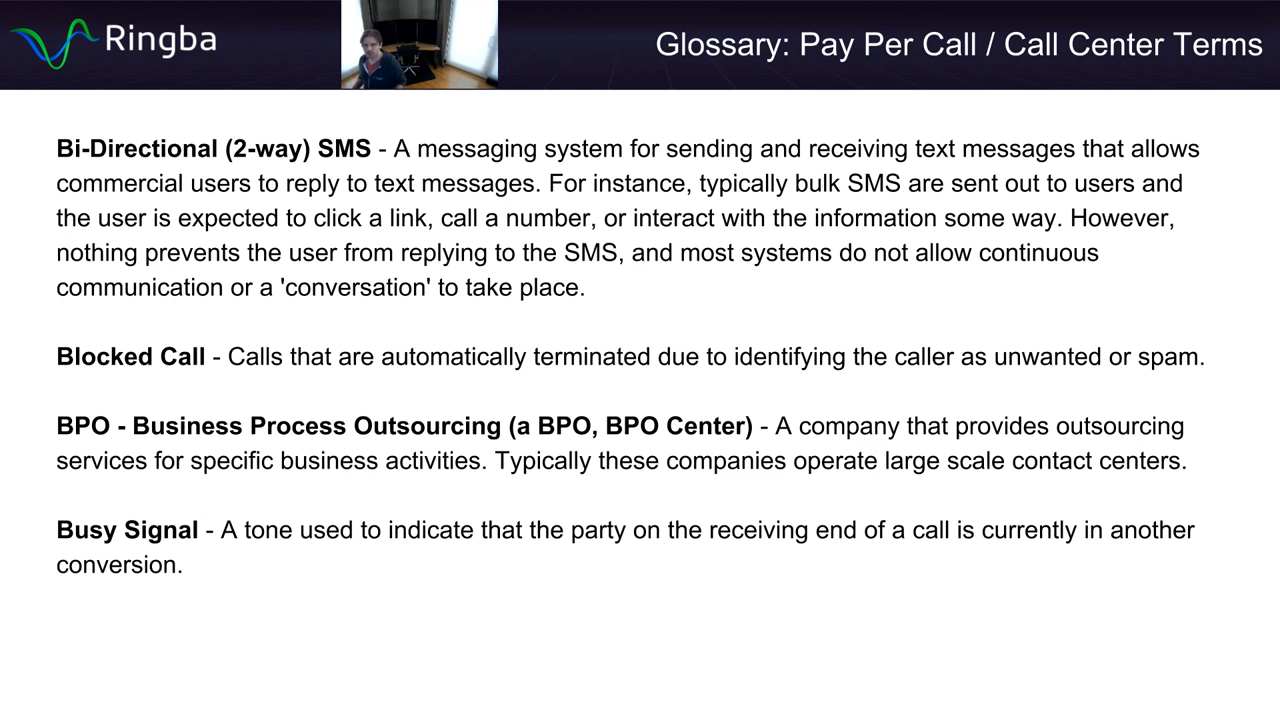 Ringba
Glossary: Pay Per Call / Call Center Terms
Bi-Directional (2-way) SMS - A messaging system for sending and receiving text messages that allows
commercial users to reply to text messages. For instance, typically bulk SMS are sent out to users and
the user is expected to click a link, call a number, or interact with the information some way. However,
nothing prevents the user from replying to the SMS, and most systems do not allow continuous
communication or a 'conversation' to take place.
Blocked Call - Calls that are automatically terminated due to identifying the caller as unwanted or spam.
BPO - Business Process Outsourcing (a BPO, BPO Center) - A company that provides outsourcing
services for specific business activities. Typically these companies operate large scale contact centers.
Busy Signal - A tone used to indicate that the party on the receiving end of a call is currently in another
conversion.